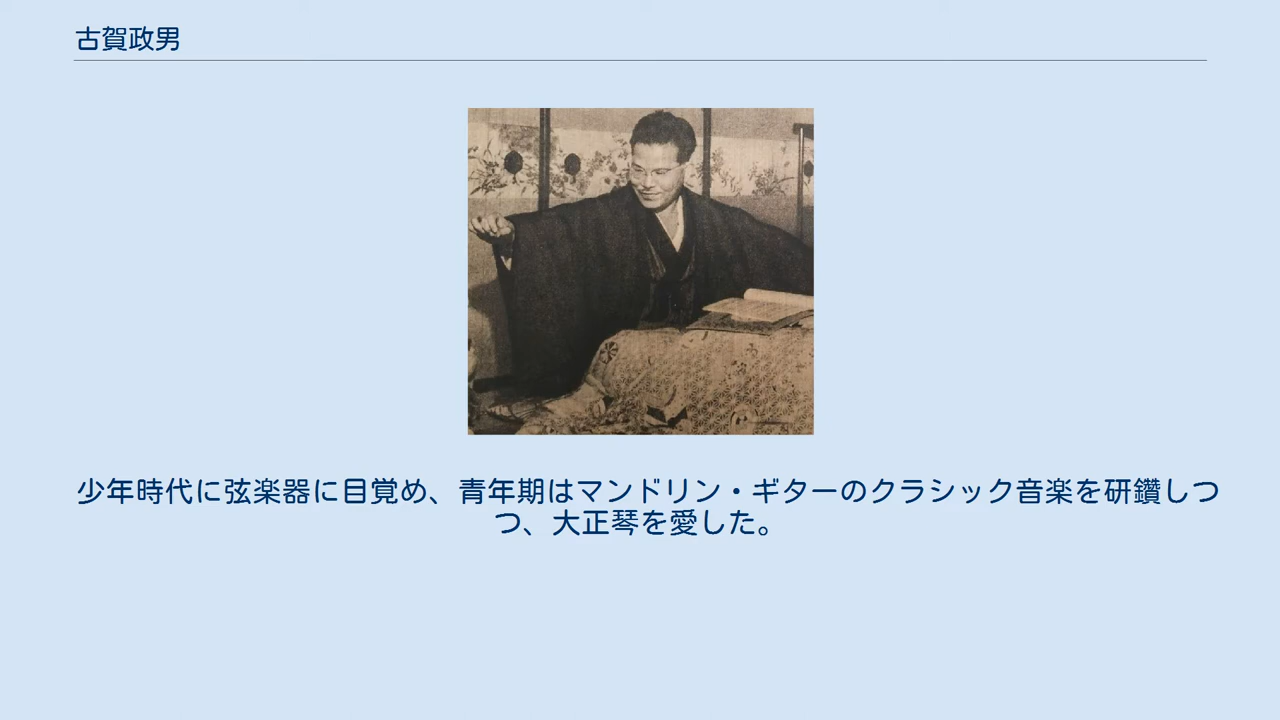 古賀政男
少年時代に弦楽器に目覚め、青年期はマンドリン・ギターのクラシック音楽を研鑽しつ
つ、大正琴を愛した。